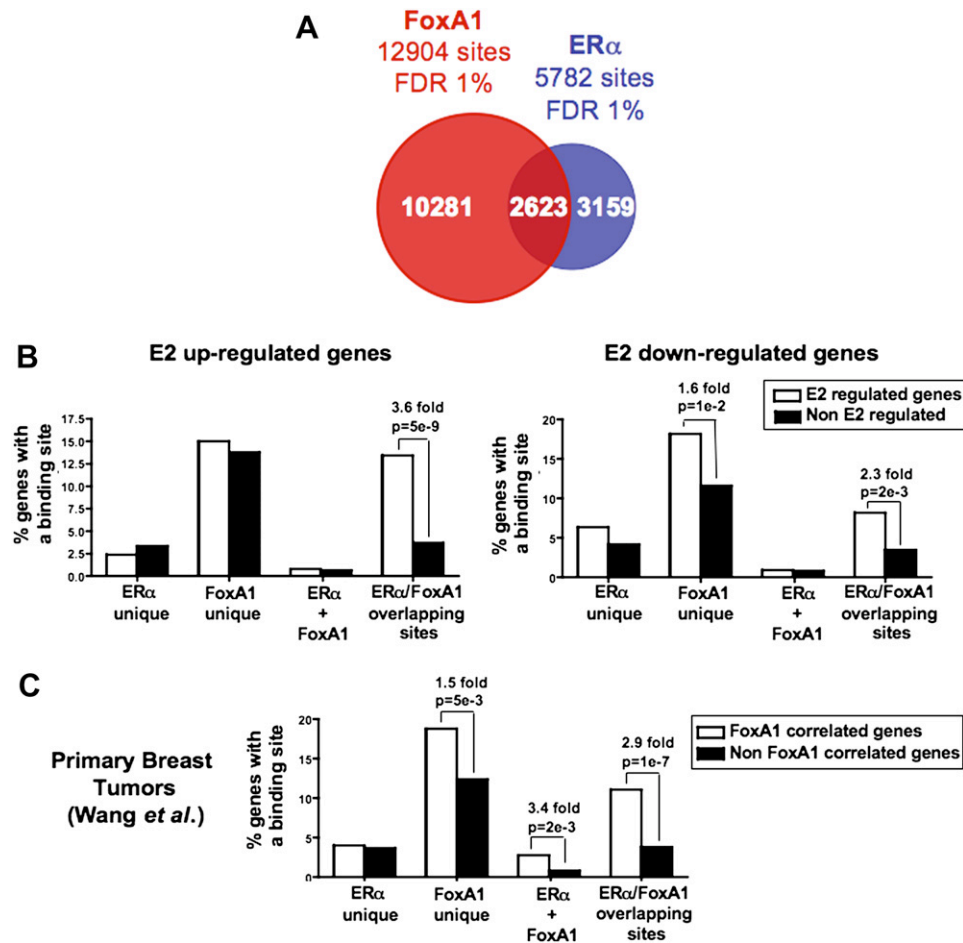 A
FoxA1
12904 sites
FDR 1%
ERα
5782 sites
FDR 1%
10281
2623
3159
B
E2 up-regulated genes
% genes with
a binding site
17.5
15.0
12.5
10.0
7.5
5.0
2.5
0.0
3.6 fold
p=5e-9
ERα
unique
FoxA1
unique
ERα
+
FoxA1
ERα/FoxA1
overlapping
sites
E2 down-regulated genes
% genes with
a binding site
20
15
10
5
0
1.6 fold
p=1e-2
2.3 fold
p=2e-3
E2 regulated genes
Non E2 regulated
ERα
unique
FoxA1
unique
ERα
+
FoxA1
ERα/FoxA1
overlapping
sites
C
Primary Breast
Tumors
(Wang et al.)
% genes with
a binding site
20
15
10
5
0
1.5 fold
p=5e-3
3.4 fold
p=2e-3
2.9 fold
p=1e-7
FoxA1 correlated genes
Non FoxA1 correlated genes
ERα
unique
FoxA1
unique
ERα
+
FoxA1
ERα/FoxA1
overlapping
sites